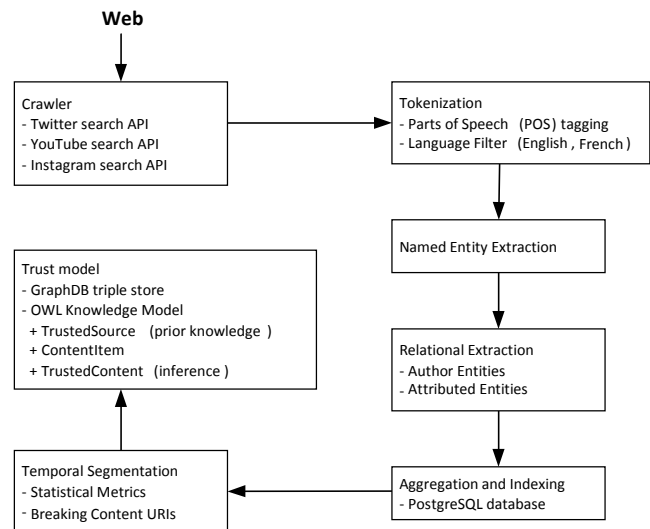 Web
Crawler
- Twitter search API
- YouTube search API
- Instagram search API
Tokenization
- Parts of Speech (POS) tagging
- Language Filter (English , French )
Named Entity Extraction
Relational Extraction
- Author Entities
- Attributed Entities
Aggregation and Indexing
- PostgreSQL database
Temporal Segmentation
- Statistical Metrics
- Breaking Content URIs
Trust model
- GraphDB triple store
- OWL Knowledge Model
+ TrustedSource (prior knowledge )
+ ContentItem
+ TrustedContent (inference )